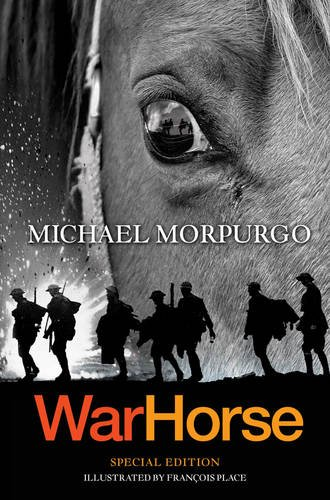 MICHAEL MORPURGO
WarHorse
SPECIAL EDITION
ILLUSTRATED BY FRANÇOIS PLACE